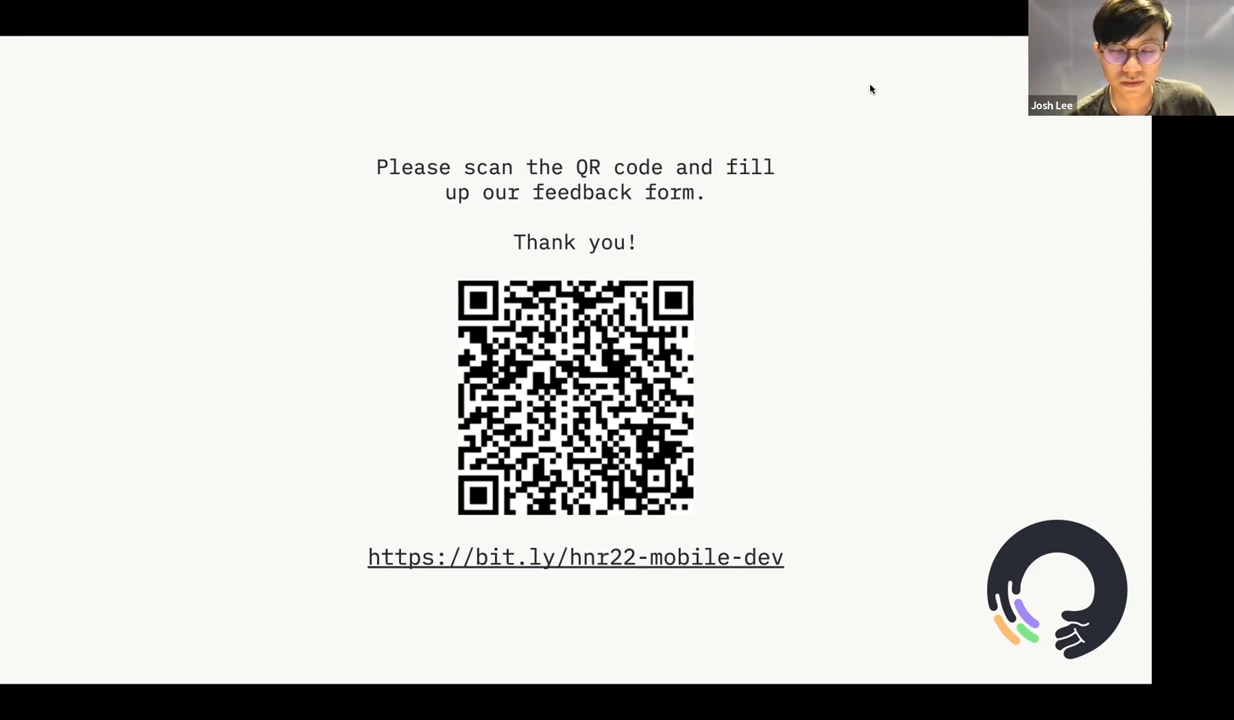 Josh Lee
Please scan the QR code and fill
up our feedback form.
Thank you!
https://bit.ly/hnr22-mobile-dev